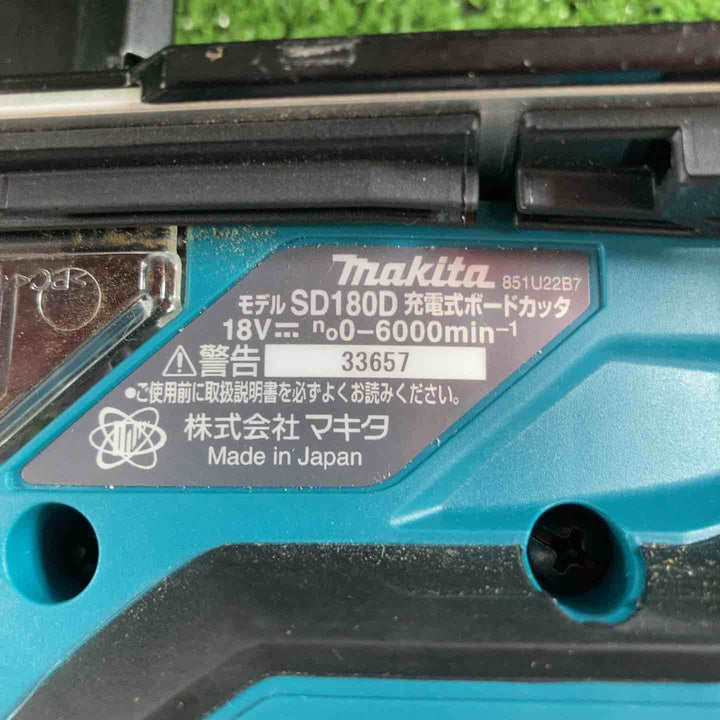 makita 851U22B7
モデル SD180D 充電式ボードカッタ
18V⎓ n₀0-6000min⁻¹
⚠警告 33657
●ご使用前に取扱説明書を必ずよくお読みください。
株式会社 マキタ
Made in Japan